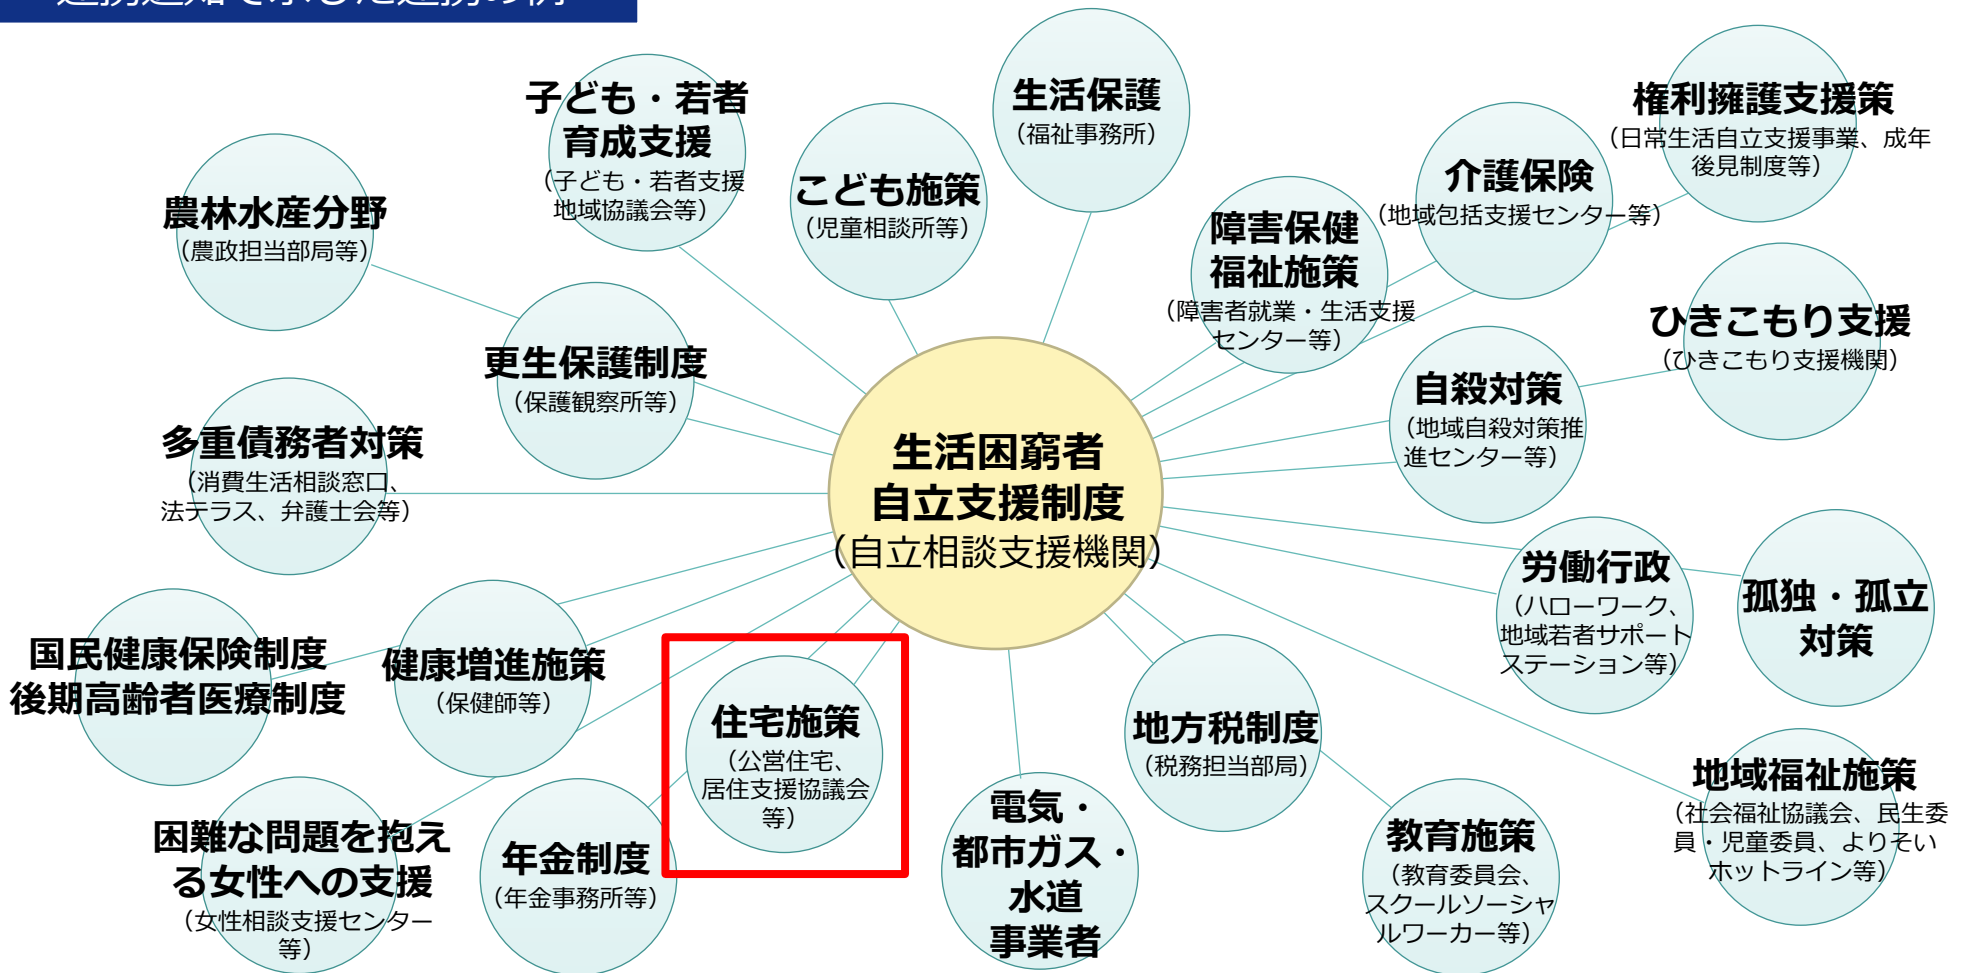 連携通知で示した連携の例
子ども・若者
育成支援
（子ども・若者支援
地域協議会等）
生活保護
（福祉事務所）
権利擁護支援策
（日常生活自立支援事業、成年
後見制度等）
こども施策
（児童相談所等）
介護保険
（地域包括支援センター等）
農林水産分野
（農政担当部局等）
障害保健
福祉施策
（障害者就業・生活支援
センター等）
ひきこもり支援
（ひきこもり支援機関）
更生保護制度
（保護観察所等）
自殺対策
（地域自殺対策推
進センター等）
多重債務者対策
（消費生活相談窓口、
法テラス、弁護士会等）
生活困窮者
自立支援制度
（自立相談支援機関）
労働行政
（ハローワーク、
地域若者サポート
ステーション等）
孤独・孤立
対策
国民健康保険制度
後期高齢者医療制度
健康増進施策
（保健師等）
住宅施策
（公営住宅、
居住支援協議会
等）
地方税制度
（税務担当部局）
地域福祉施策
（社会福祉協議会、民生委
員・児童委員、よりそい
ホットライン等）
困難な問題を抱え
る女性への支援
（女性相談支援センター
等）
年金制度
（年金事務所等）
電気・
都市ガス・
水道
事業者
教育施策
（教育委員会、
スクールソーシャ
ルワーカー等）